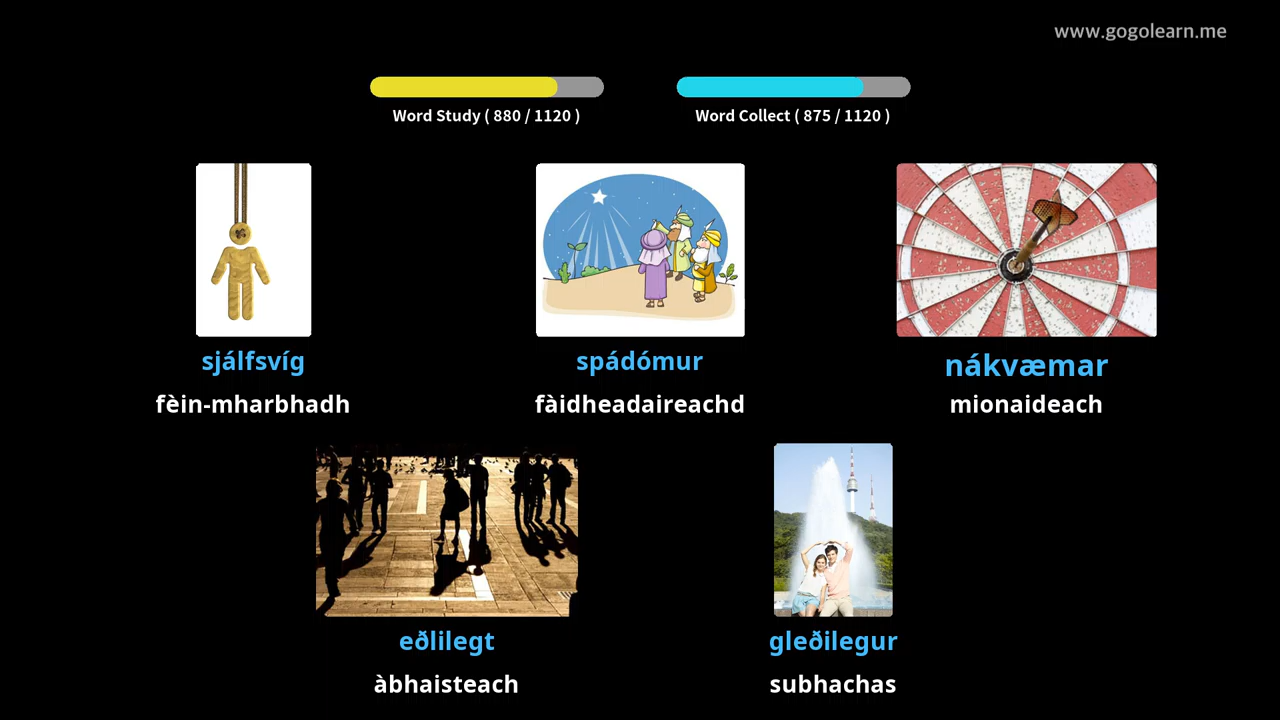 www.gogolearn.me
Word Study ( 880 / 1120 )
Word Collect ( 875 / 1120 )
sjálfsvíg
fèin-mharbhadh
spádómur
fàidheadaireachd
nákvæmar
mionaideach
eðlilegt
àbhaisteach
gleðilegur
subhachas